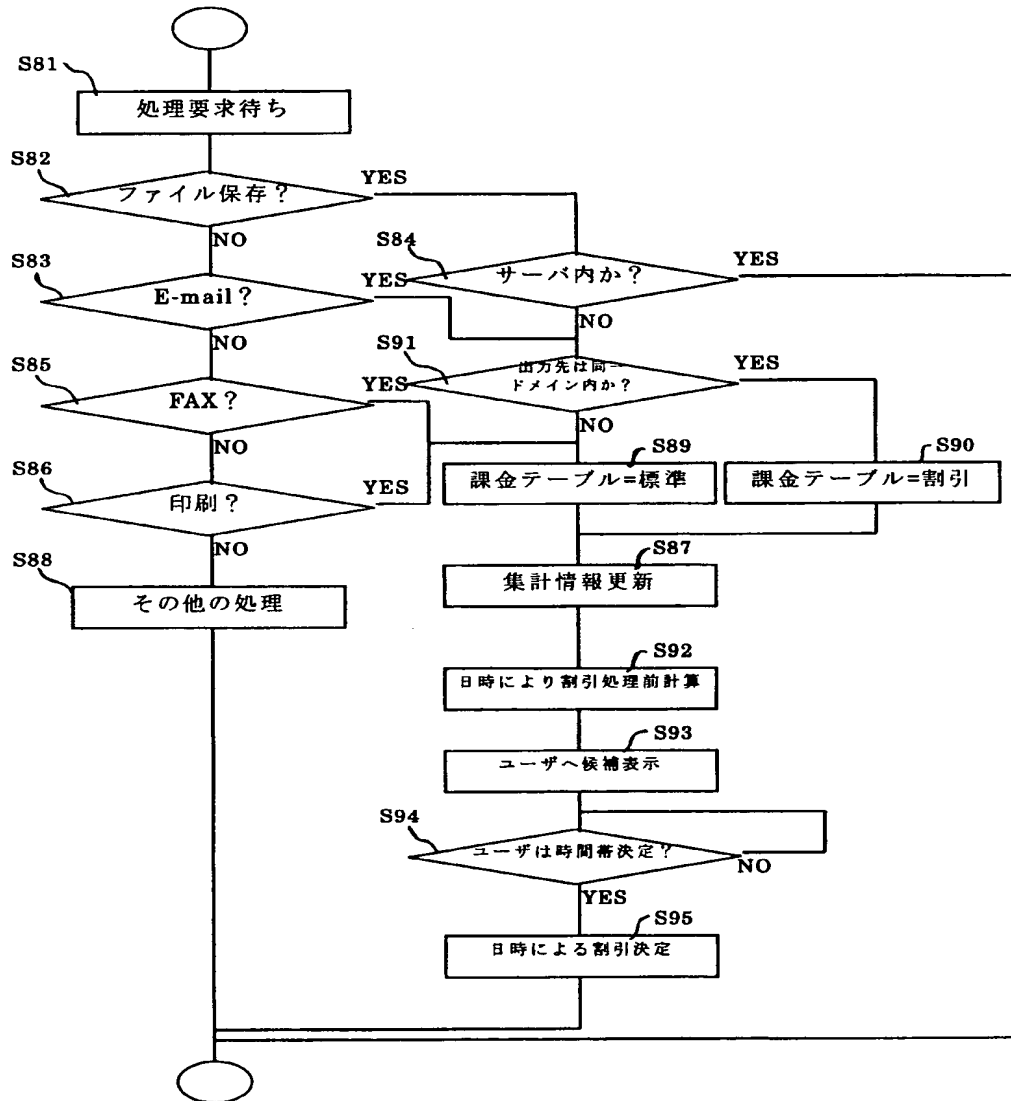 S81
処理要求待ち
S82
ファイル保存？
YES
NO
S83
E-mail？
YES
NO
S84
サーバ内か？
YES
NO
S85
FAX？
YES
NO
S91
出力先は同一
ドメイン内か？
YES
NO
S86
印刷？
YES
NO
S89
課金テーブル=標準
S90
課金テーブル=割引
S88
その他の処理
S87
集計情報更新
S92
日時により割引処理前計算
S93
ユーザへ候補表示
S94
ユーザは時間帯決定？
NO
YES
S95
日時による割引決定